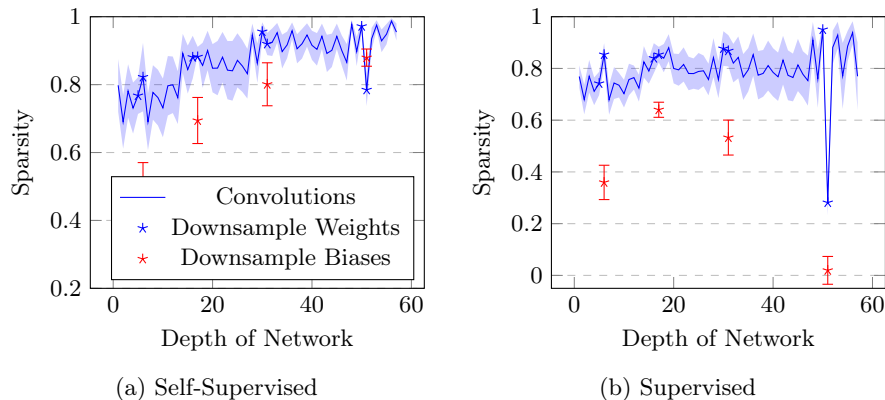 1
0.8
0.6
0.4
0.2
Sparsity
Convolutions
Downsample Weights
Downsample Biases
0 20 40 60
Depth of Network
(a) Self-Supervised
1
0.8
0.6
0.4
0.2
0
Sparsity
0 20 40 60
Depth of Network
(b) Supervised